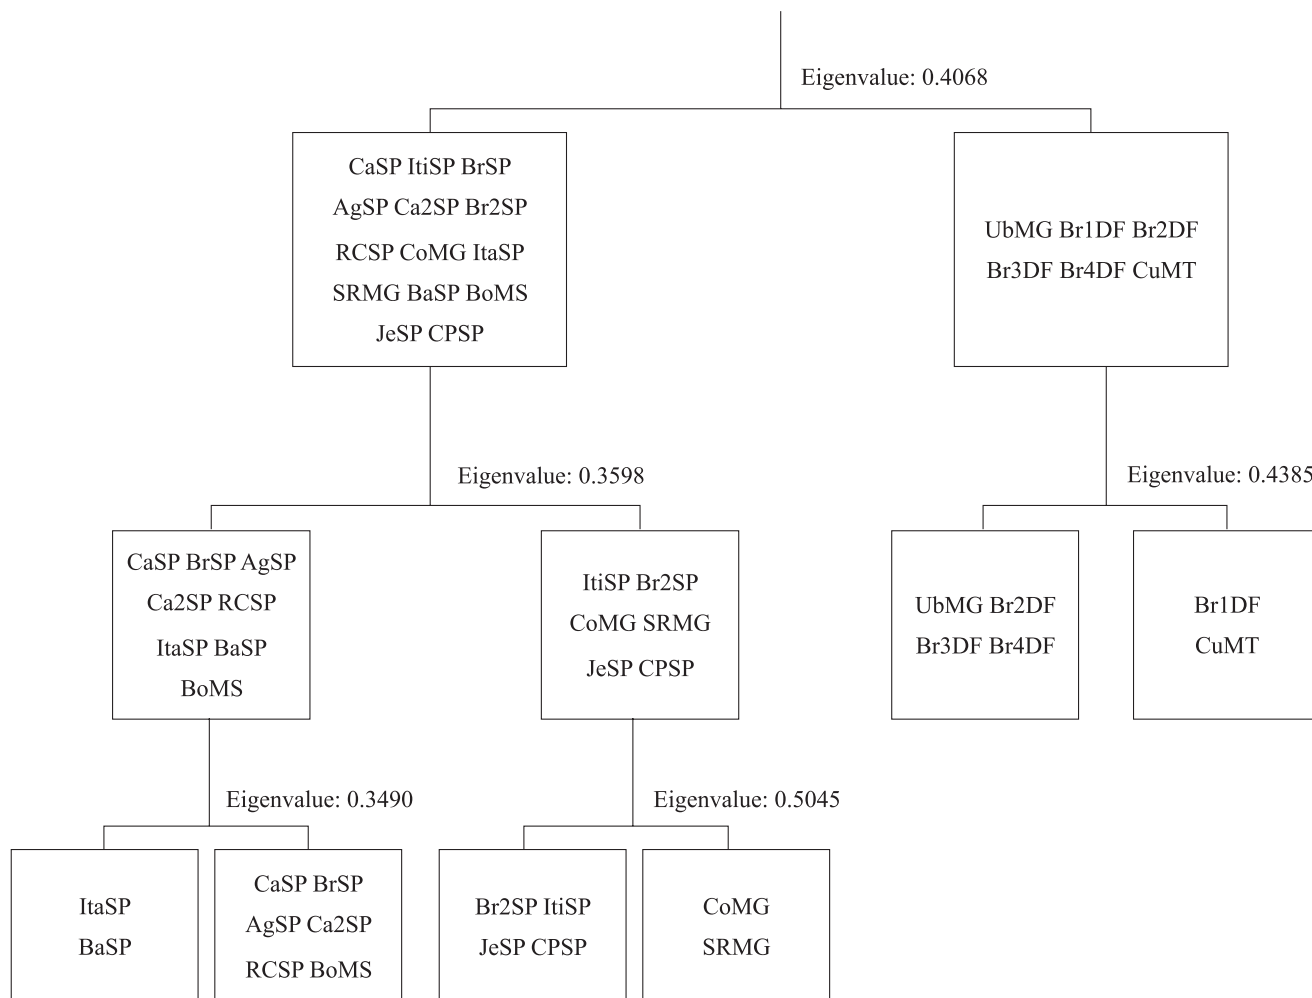 Eigenvalue: 0.4068
CaSP ItiSP BrSP
AgSP Ca2SP Br2SP
RCSP CoMG ItaSP
SRMG BaSP BoMS
JeSP CPSP
UbMG Br1DF Br2DF
Br3DF Br4DF CuMT
Eigenvalue: 0.3598
Eigenvalue: 0.4385
CaSP BrSP AgSP
Ca2SP RCSP
ItaSP BaSP
BoMS
ItiSP Br2SP
CoMG SRMG
JeSP CPSP
UbMG Br2DF
Br3DF Br4DF
Br1DF
CuMT
Eigenvalue: 0.3490
Eigenvalue: 0.5045
ItaSP
BaSP
CaSP BrSP
AgSP Ca2SP
RCSP BoMS
Br2SP ItiSP
JeSP CPSP
CoMG
SRMG